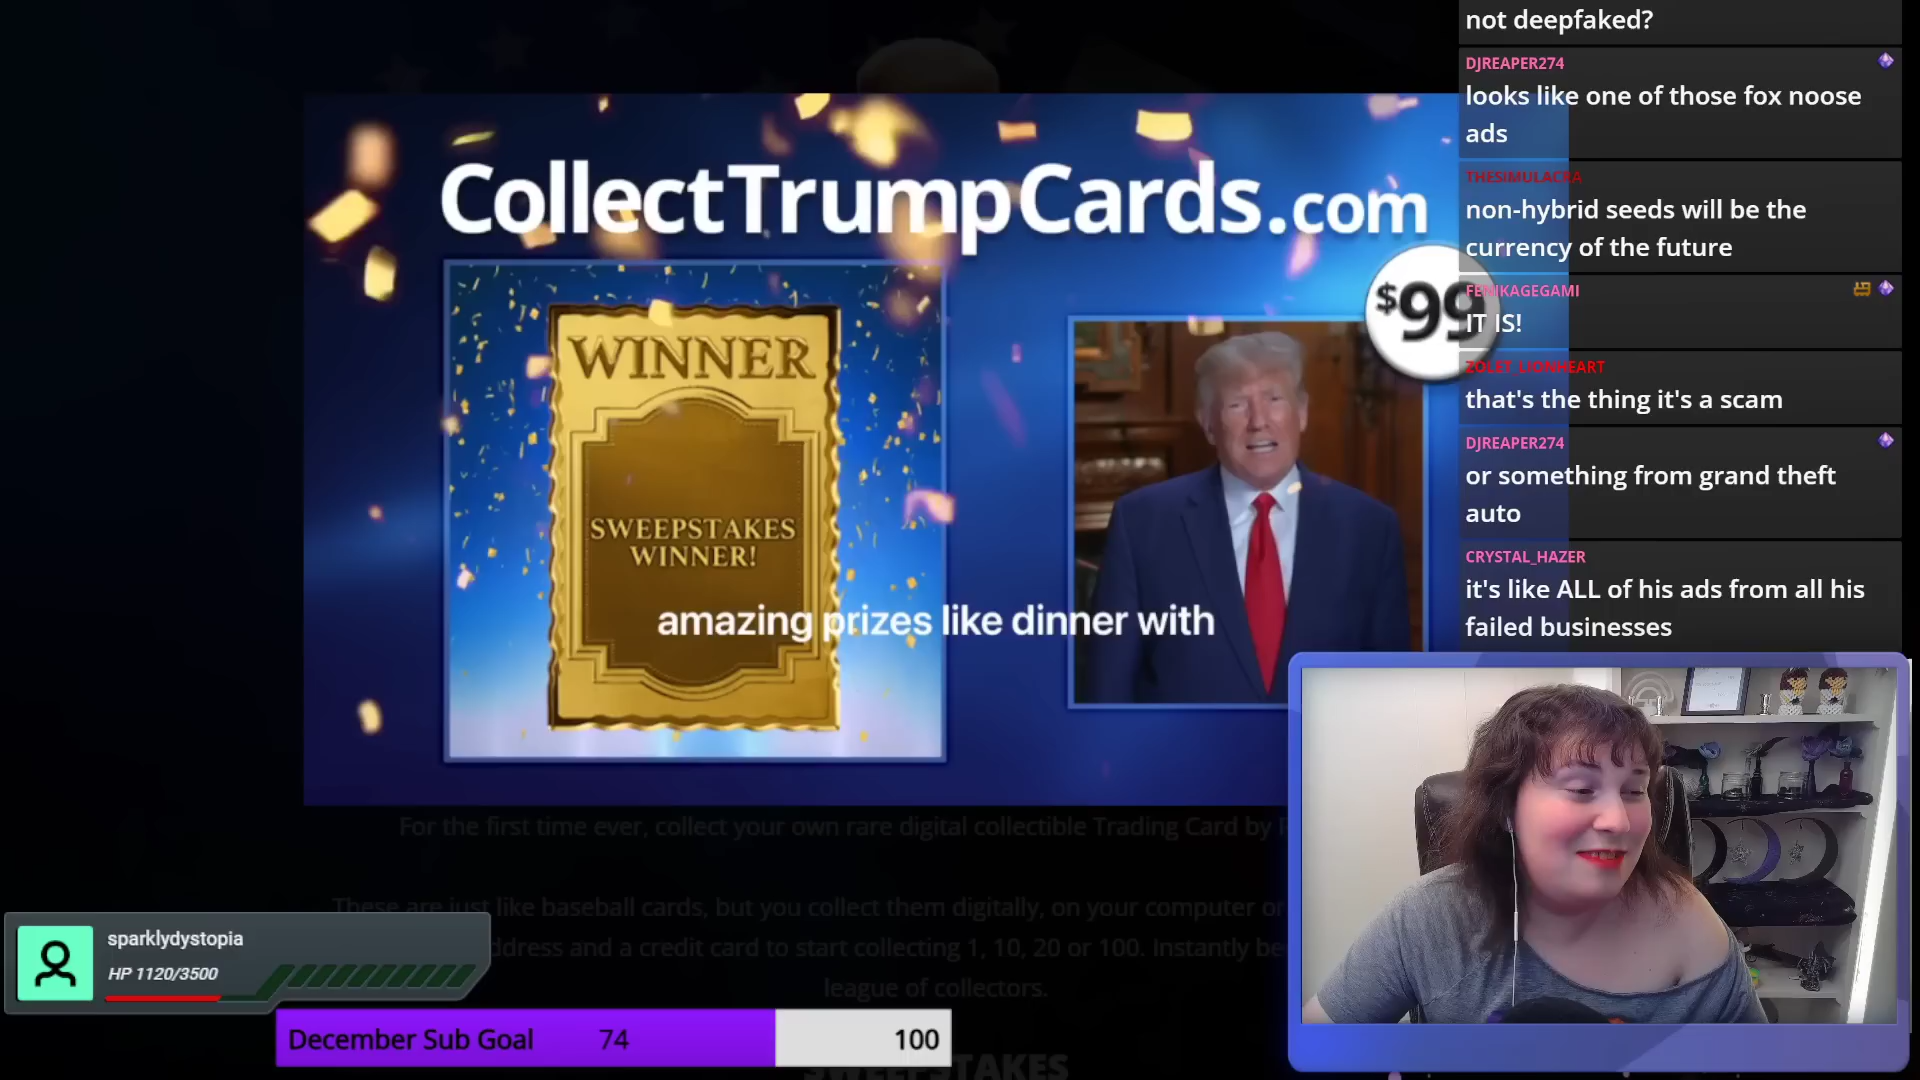 not deepfaked?
DJREAPER274
looks like one of those fox noose
ads
THESIMULACRA
non-hybrid seeds will be the
currency of the future
FENIKAGEGAMI
IT IS!
ZOLET_LIONHEART
that's the thing it's a scam
DJREAPER274
or something from grand theft
auto
CRYSTAL_HAZER
it's like ALL of his ads from all his
failed businesses
CollectTrumpCards.com
$99
WINNER
SWEEPSTAKES
WINNER!
amazing prizes like dinner with
For the first time ever, collect your own rare digital collectible Trading Card by
These are just like baseball cards, but you collect them digitally, on your computer or
and a credit card to start collecting 1, 10, 20 or 100. Instantly
league of collectors.
sparklydystopia
HP 1120/3500
December Sub Goal 74 100